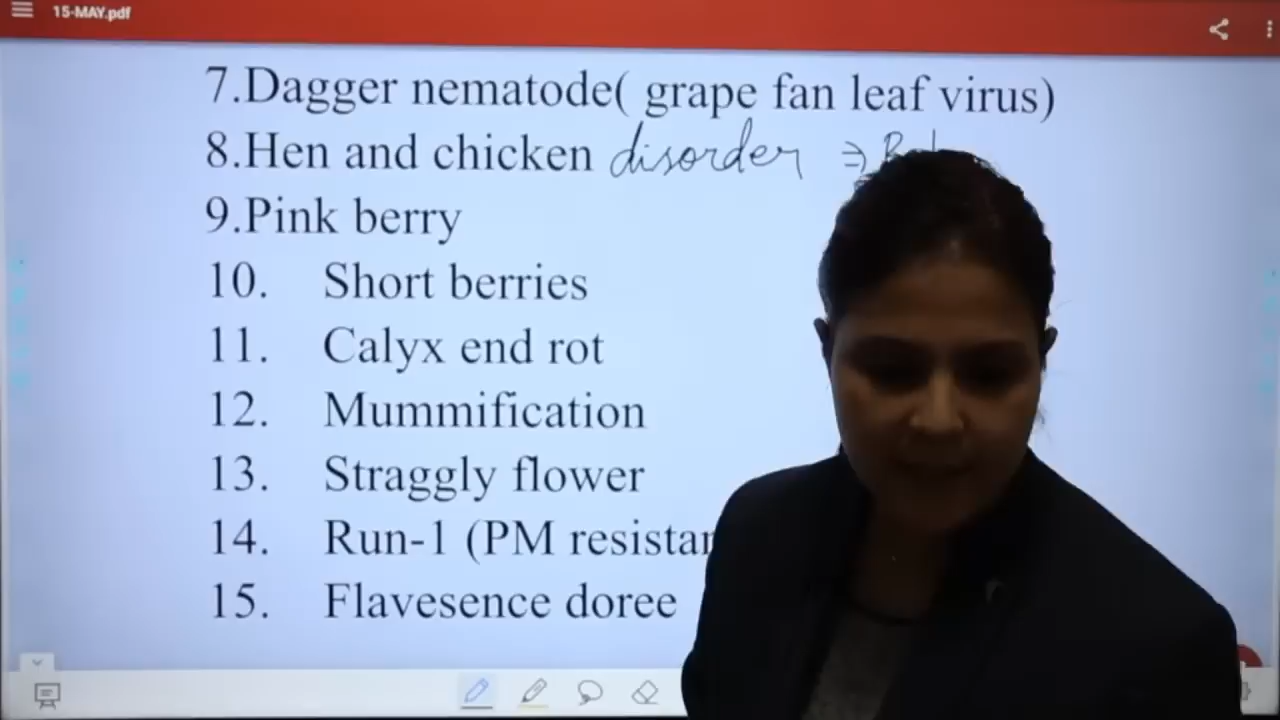 15-MAY.pdf
7.Dagger nematode( grape fan leaf virus)
8.Hen and chicken disorder ⇒
9.Pink berry
10. Short berries
11. Calyx end rot
12. Mummification
13. Straggly flower
14. Run-1 (PM
15. Flavesence doree